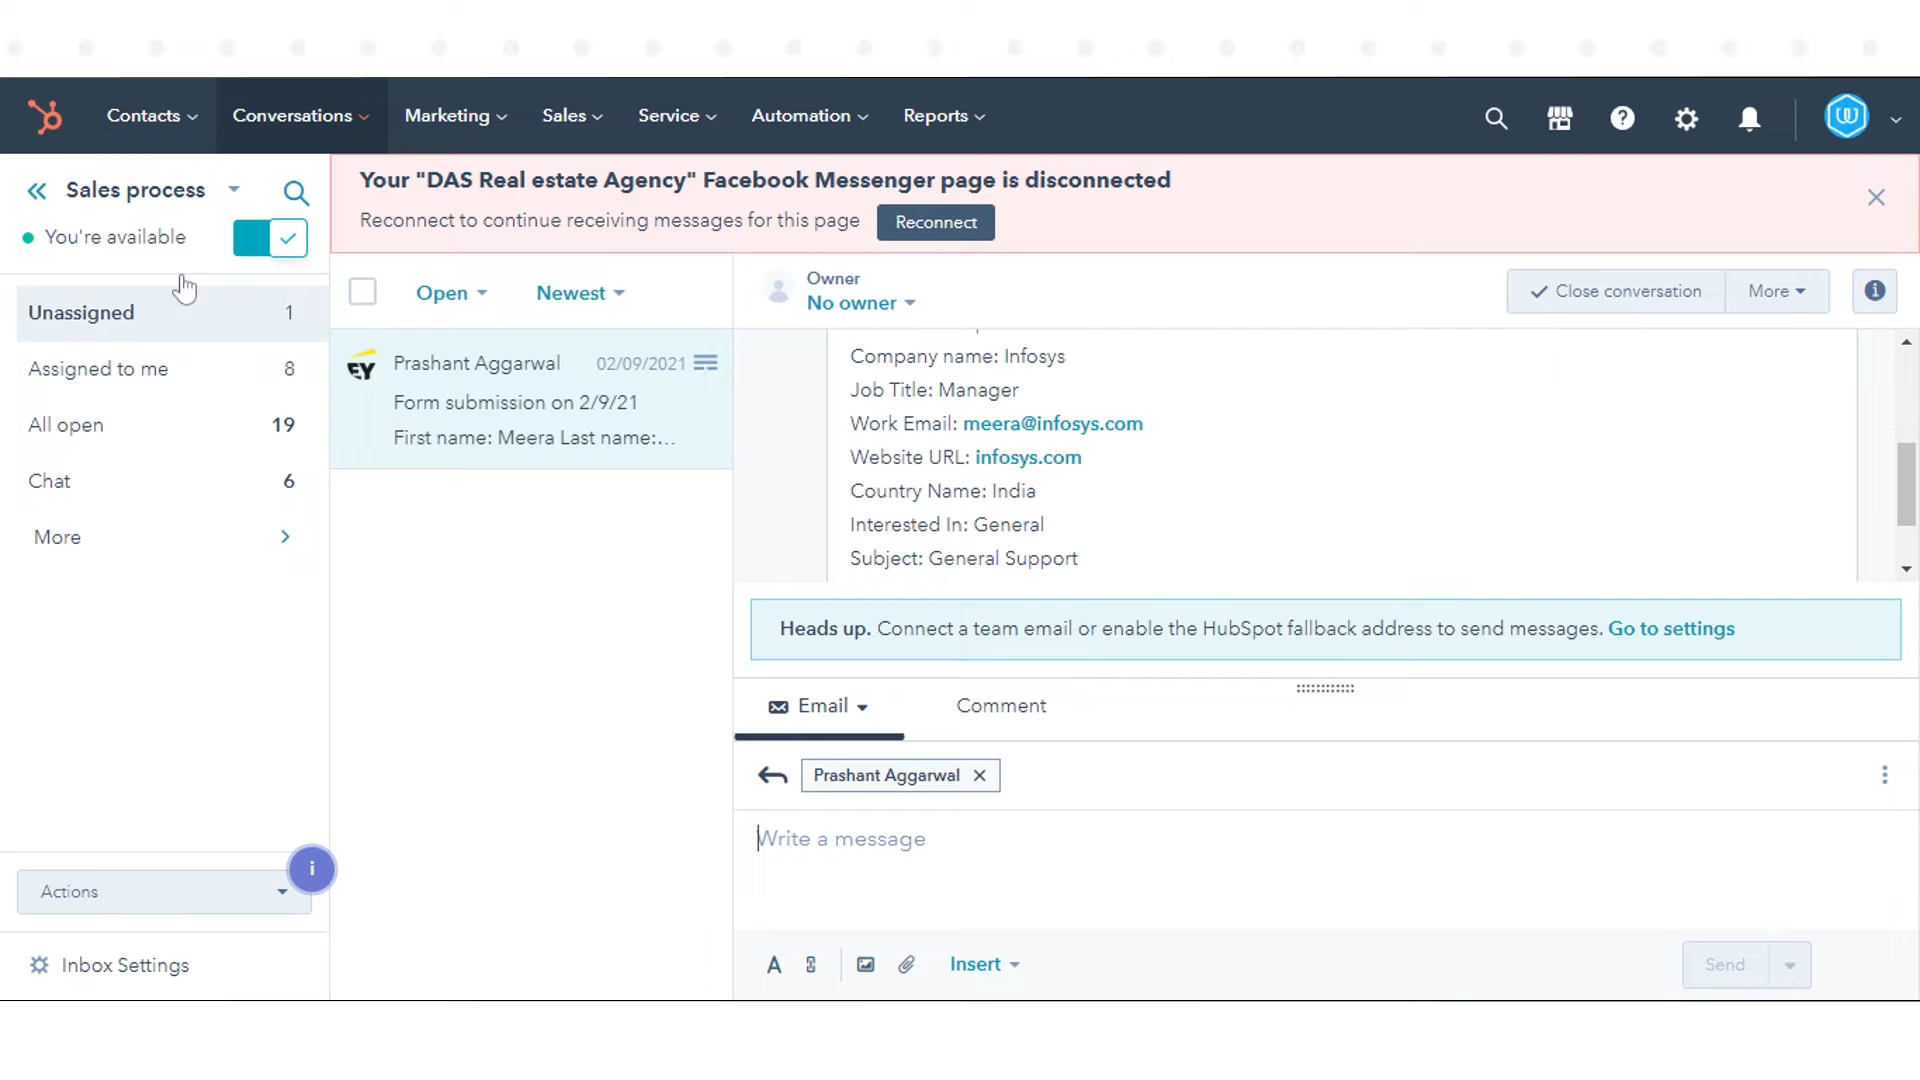 Contacts
Conversations
Marketing
Sales
Service
Automation
Reports
Sales process
You're available
Unassigned 1
Assigned to me 8
All open 19
Chat 6
More
Actions
i
Inbox Settings
Your "DAS Real estate Agency" Facebook Messenger page is disconnected
Reconnect to continue receiving messages for this page
Reconnect
Open
Newest
EY
Prashant Aggarwal 02/09/2021
Form submission on 2/9/21
First name: Meera Last name:...
Owner
No owner
Close conversation
More
Company name: Infosys
Job Title: Manager
Work Email: meera@infosys.com
Website URL: infosys.com
Country Name: India
Interested In: General
Subject: General Support
Heads up. Connect a team email or enable the HubSpot fallback address to send messages. Go to settings
Email
Comment
Prashant Aggarwal
Write a message
A
Insert
Send